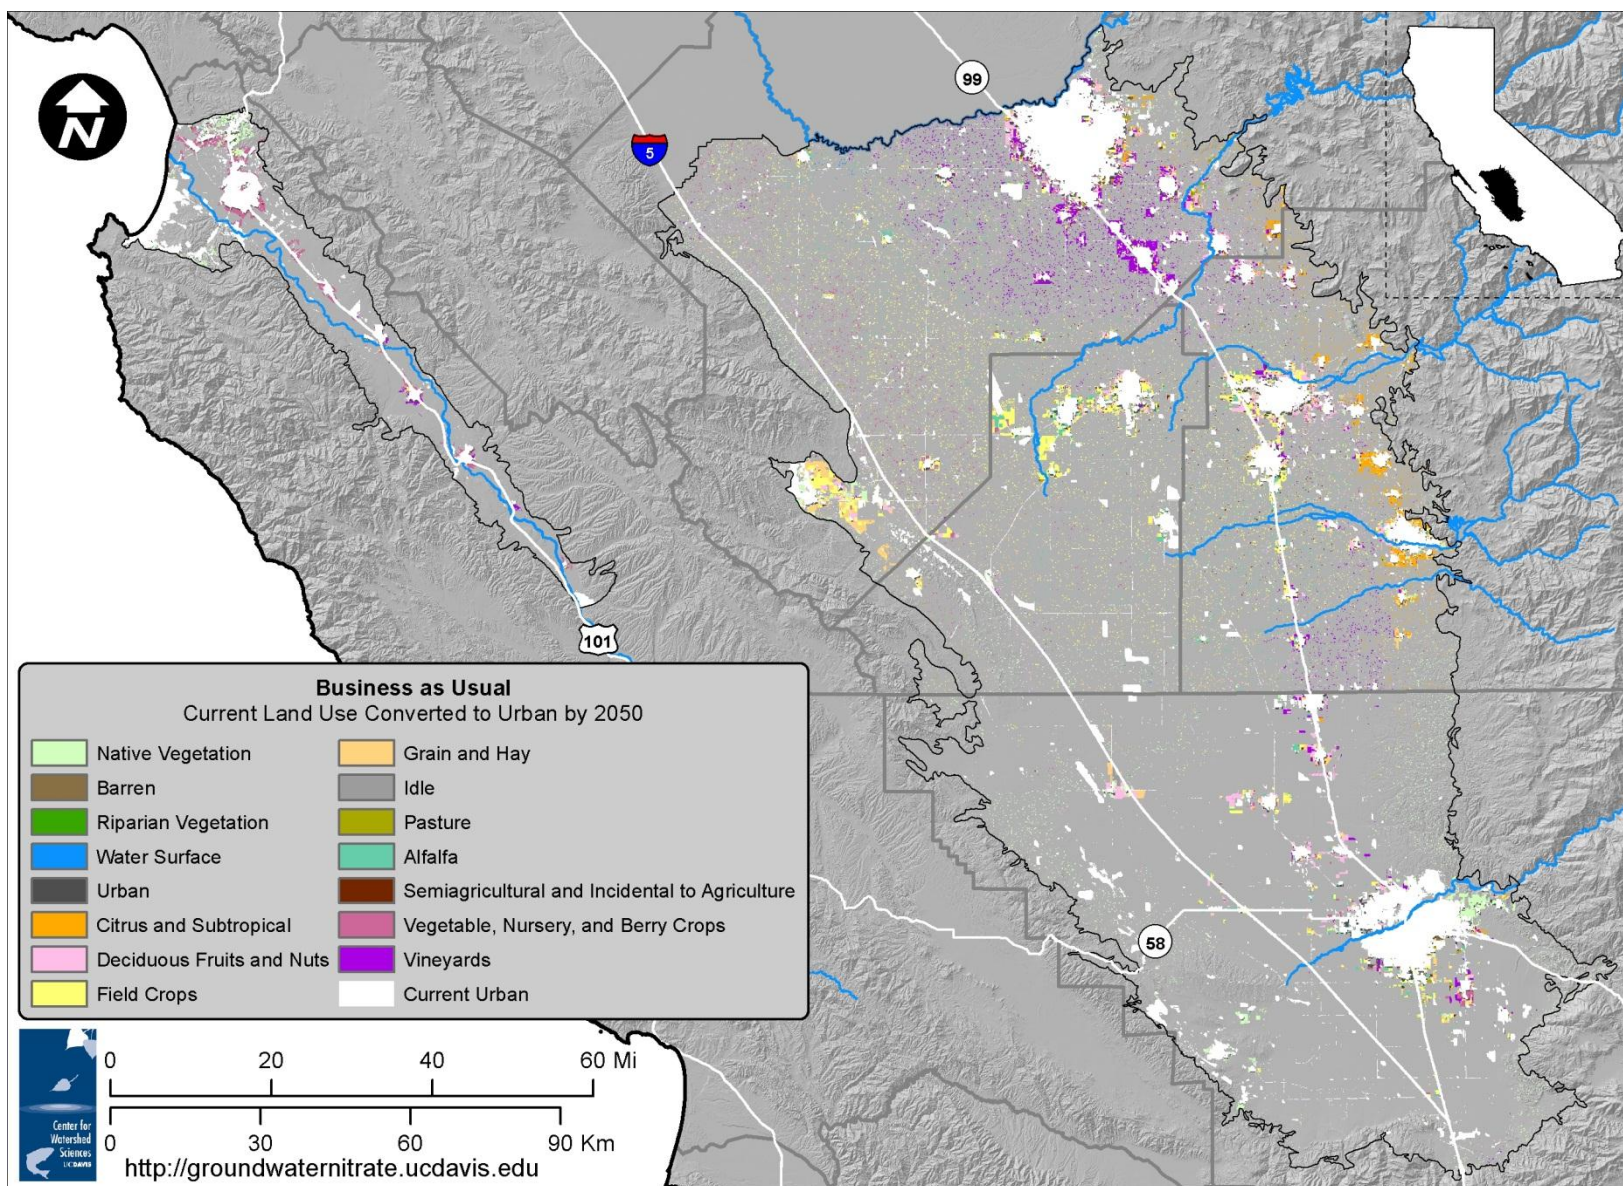 N
99
5
101
58
Business as Usual
Current Land Use Converted to Urban by 2050
Native Vegetation
Barren
Riparian Vegetation
Water Surface
Urban
Citrus and Subtropical
Deciduous Fruits and Nuts
Field Crops
Grain and Hay
Idle
Pasture
Alfalfa
Semiagricultural and Incidental to Agriculture
Vegetable, Nursery, and Berry Crops
Vineyards
Current Urban
0 20 40 60 Mi
0 30 60 90 Km
Center for
Watershed
Sciences
UCDAVIS
http://groundwaternitrate.ucdavis.edu